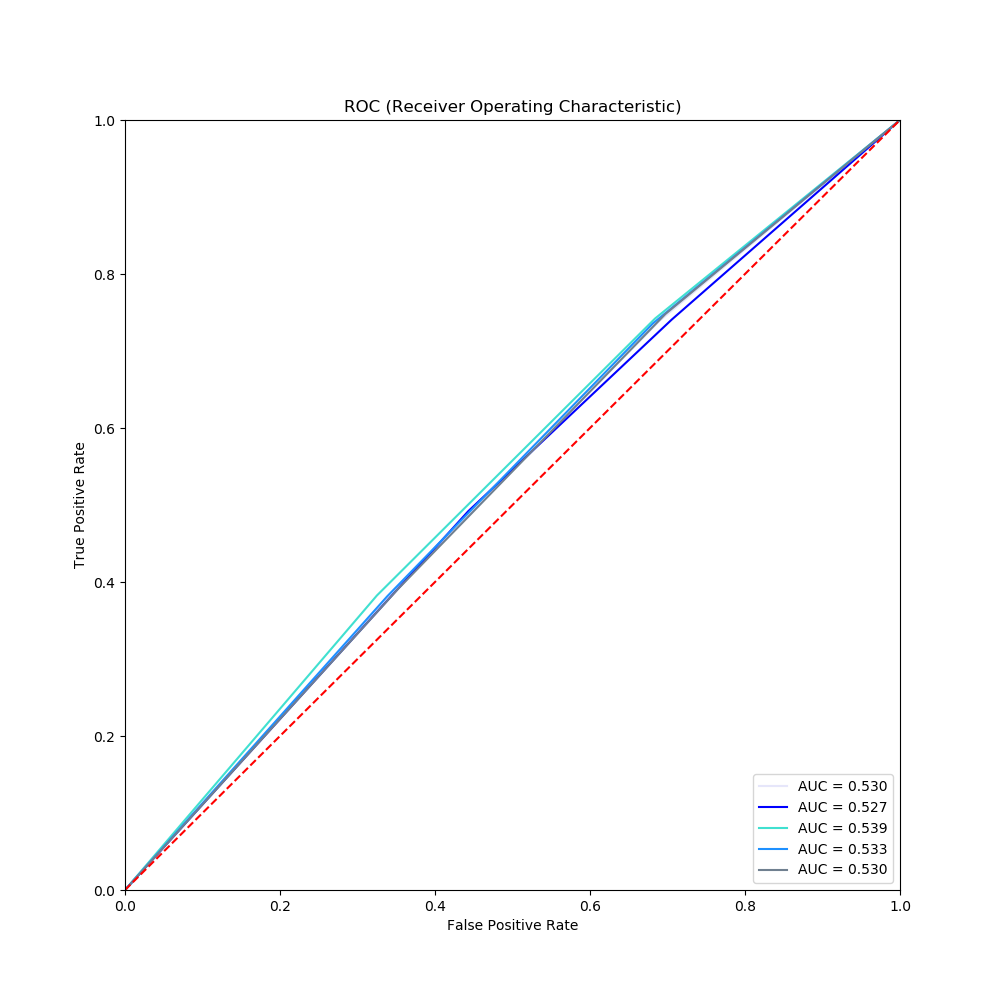 ROC (Receiver Operating Characteristic)
1.0
0.8
0.6
0.4
0.2
0.0
True Positive Rate
0.0 0.2 0.4 0.6 0.8 1.0
False Positive Rate
AUC = 0.530
AUC = 0.527
AUC = 0.539
AUC = 0.533
AUC = 0.530